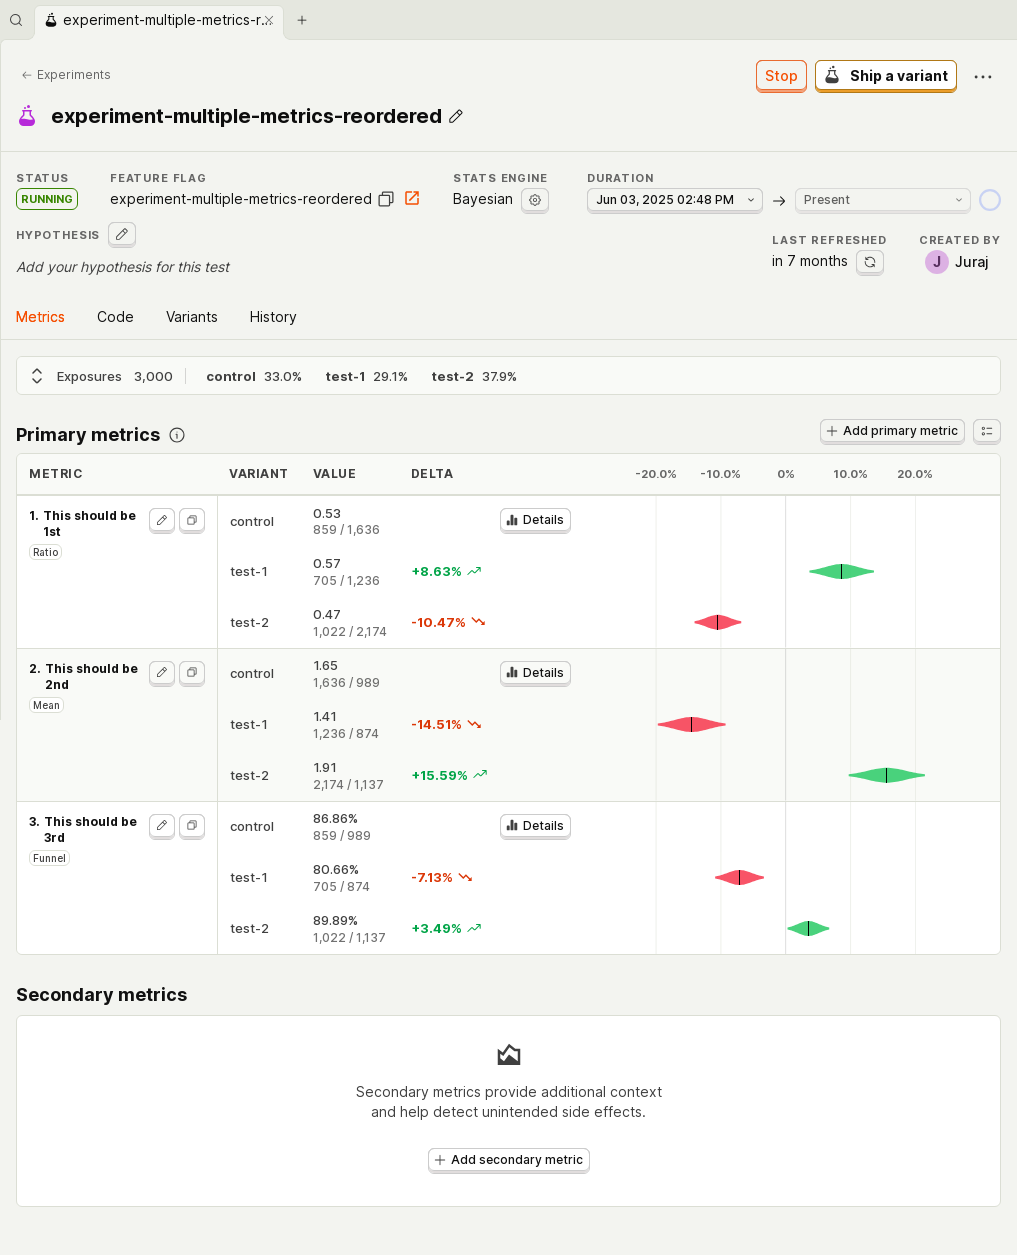 experiment-multiple-metrics-r...
Experiments
Stop
Ship a variant
experiment-multiple-metrics-reordered
STATUS
FEATURE FLAG
STATS ENGINE
DURATION
RUNNING
experiment-multiple-metrics-reordered
Bayesian
Jun 03, 2025 02:48 PM
Present
HYPOTHESIS
LAST REFRESHED
CREATED BY
Add your hypothesis for this test
in 7 months
J Juraj
Metrics
Code
Variants
History
Exposures 3,000
control 33.0%
test-1 29.1%
test-2 37.9%
Primary metrics
Add primary metric
METRIC
VARIANT
VALUE
DELTA
-20.0%
-10.0%
0%
10.0%
20.0%
1. This should be
1st
Ratio
control
0.53
859 / 1,636
Details
test-1
0.57
705 / 1,236
+8.63%
test-2
0.47
1,022 / 2,174
-10.47%
2. This should be
2nd
Mean
control
1.65
1,636 / 989
Details
test-1
1.41
1,236 / 874
-14.51%
test-2
1.91
2,174 / 1,137
+15.59%
3. This should be
3rd
Funnel
control
86.86%
859 / 989
Details
test-1
80.66%
705 / 874
-7.13%
test-2
89.89%
1,022 / 1,137
+3.49%
Secondary metrics
Secondary metrics provide additional context
and help detect unintended side effects.
Add secondary metric